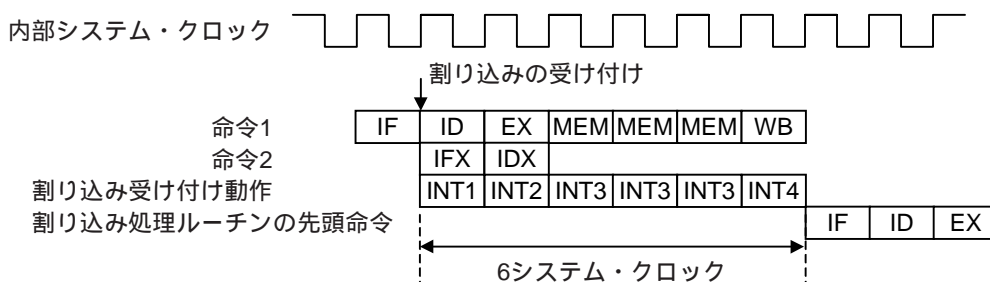 内部システム・クロック
割り込みの受け付け
命令1 IF ID EX MEM MEM MEM WB
命令2 IFX IDX
割り込み受け付け動作 INT1 INT2 INT3 INT3 INT3 INT4
割り込み処理ルーチンの先頭命令 IF ID EX
6システム・クロック